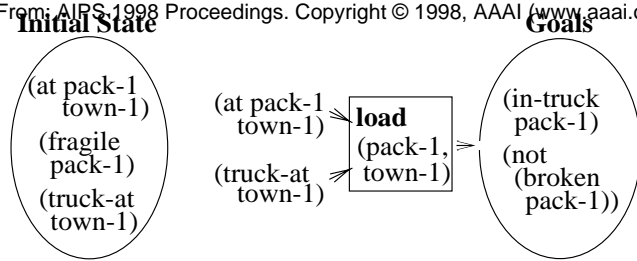 From: AIPS 1998 Proceedings. Copyright © 1998, AAAI (www.aaai.o
Initial State
Goals
(at pack-1
town-1)
(fragile
pack-1)
(truck-at
town-1)
(at pack-1
town-1)
(truck-at
town-1)
load
(pack-1,
town-1)
(in-truck
pack-1)
(not
(broken
pack-1))